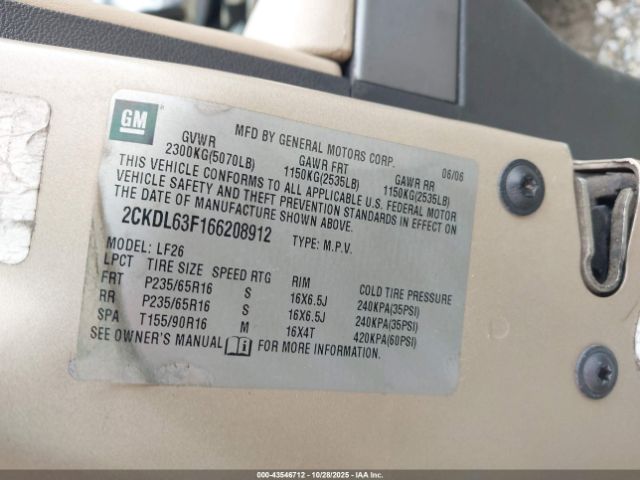 GM
MFD BY GENERAL MOTORS CORP. 06/06
GVWR GAWR FRT GAWR RR
2300KG(5070LB) 1150KG(2535LB) 1150KG(2535LB)
THIS VEHICLE CONFORMS TO ALL APPLICABLE U.S. FEDERAL MOTOR
VEHICLE SAFETY AND THEFT PREVENTION STANDARDS IN EFFECT ON
THE DATE OF MANUFACTURE SHOWN ABOVE.
2CKDL63F166208912 TYPE: M.P.V.
MODEL: LF26
LPCT TIRE SIZE SPEED RTG RIM COLD TIRE PRESSURE
FRT P235/65R16 S 16X6.5J 240KPA(35PSI)
RR P235/65R16 S 16X6.5J 240KPA(35PSI)
SPA T155/90R16 M 16X4T 420KPA(60PSI)
SEE OWNER'S MANUAL i FOR MORE INFORMATION.
000-43546712 - 10/28/2025 - IAAI.COM